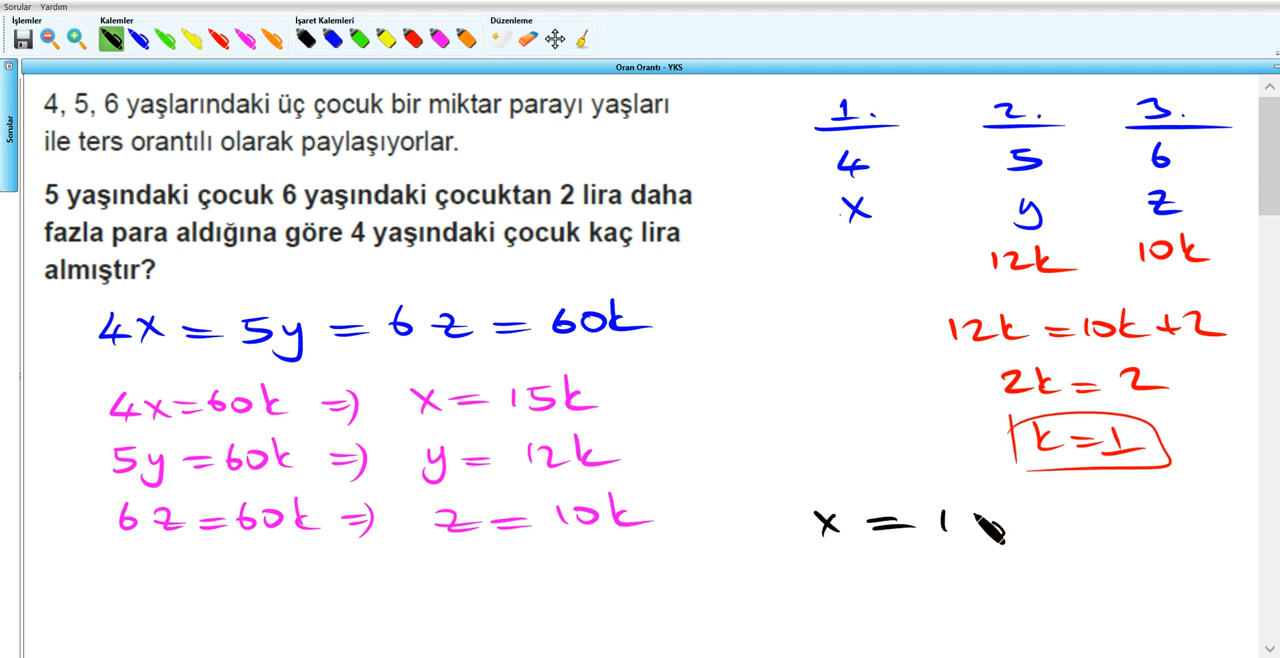 Sorular Yardım
İşlemler Kalemler İşaret Kalemleri Düzenleme
Oran Orantı - YKS
Sorular
4, 5, 6 yaşlarındaki üç çocuk bir miktar parayı yaşları
ile ters orantılı olarak paylaşıyorlar.
5 yaşındaki çocuk 6 yaşındaki çocuktan 2 lira daha
fazla para aldığına göre 4 yaşındaki çocuk kaç lira
almıştır?
4x = 5y = 6z = 60k
4x = 60k => x = 15k
5y = 60k => y = 12k
6z = 60k => z = 10k
1. 2. 3.
4 5 6
x y z
12k 10k
12k = 10k + 2
2k = 2
k = 1
x = 1